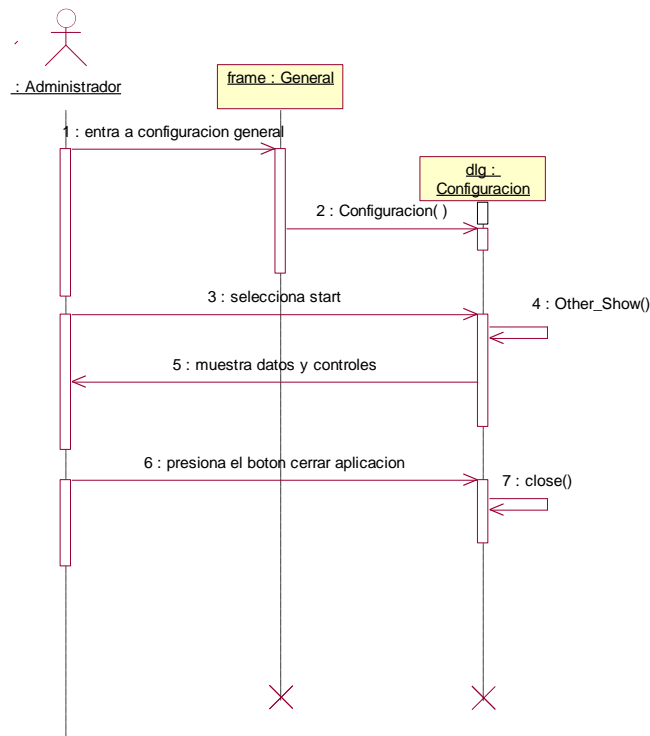 : Administrador
frame : General
1 : entra a configuracion general
dlg :
Configuracion
2 : Configuracion( )
3 : selecciona start
4 : Other_Show()
5 : muestra datos y controles
6 : presiona el boton cerrar aplicacion
7 : close()